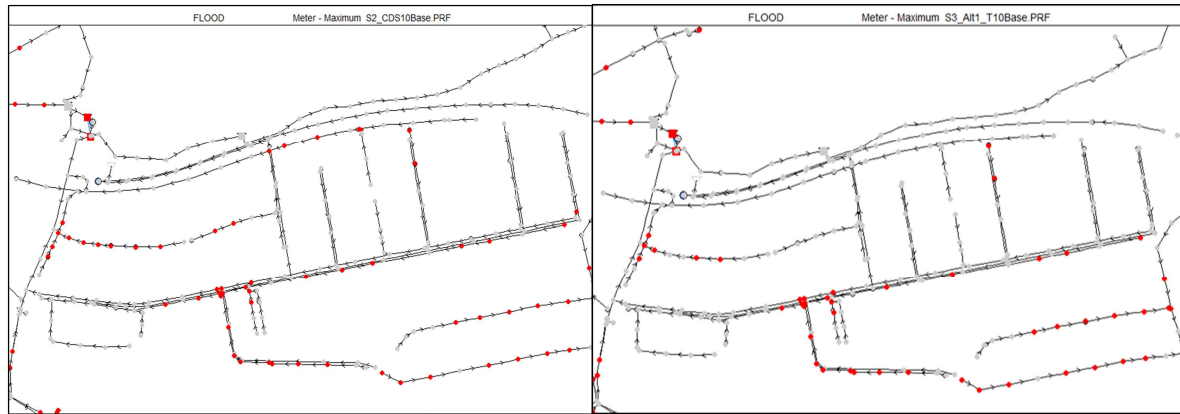 FLOOD Meter - Maximum S2_CDS10Base.PRF
FLOOD Meter - Maximum S3_Alt1_T10Base.PRF